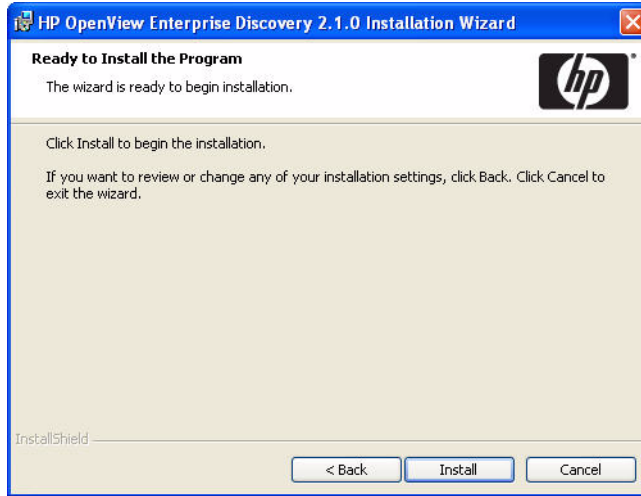 HP OpenView Enterprise Discovery 2.1.0 Installation Wizard
Ready to Install the Program
The wizard is ready to begin installation.
hp
Click Install to begin the installation.
If you want to review or change any of your installation settings, click Back. Click Cancel to
exit the wizard.
InstallShield
< Back Install Cancel